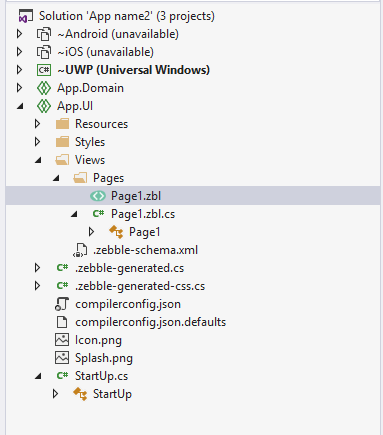 Solution 'App name2' (3 projects)
~Android (unavailable)
~iOS (unavailable)
C# ~UWP (Universal Windows)
App.Domain
App.UI
Resources
Styles
Views
Pages
Page1.zbl
C# Page1.zbl.cs
Page1
.zebble-schema.xml
C# .zebble-generated.cs
C# .zebble-generated-css.cs
compilerconfig.json
compilerconfig.json.defaults
Icon.png
Splash.png
C# StartUp.cs
StartUp